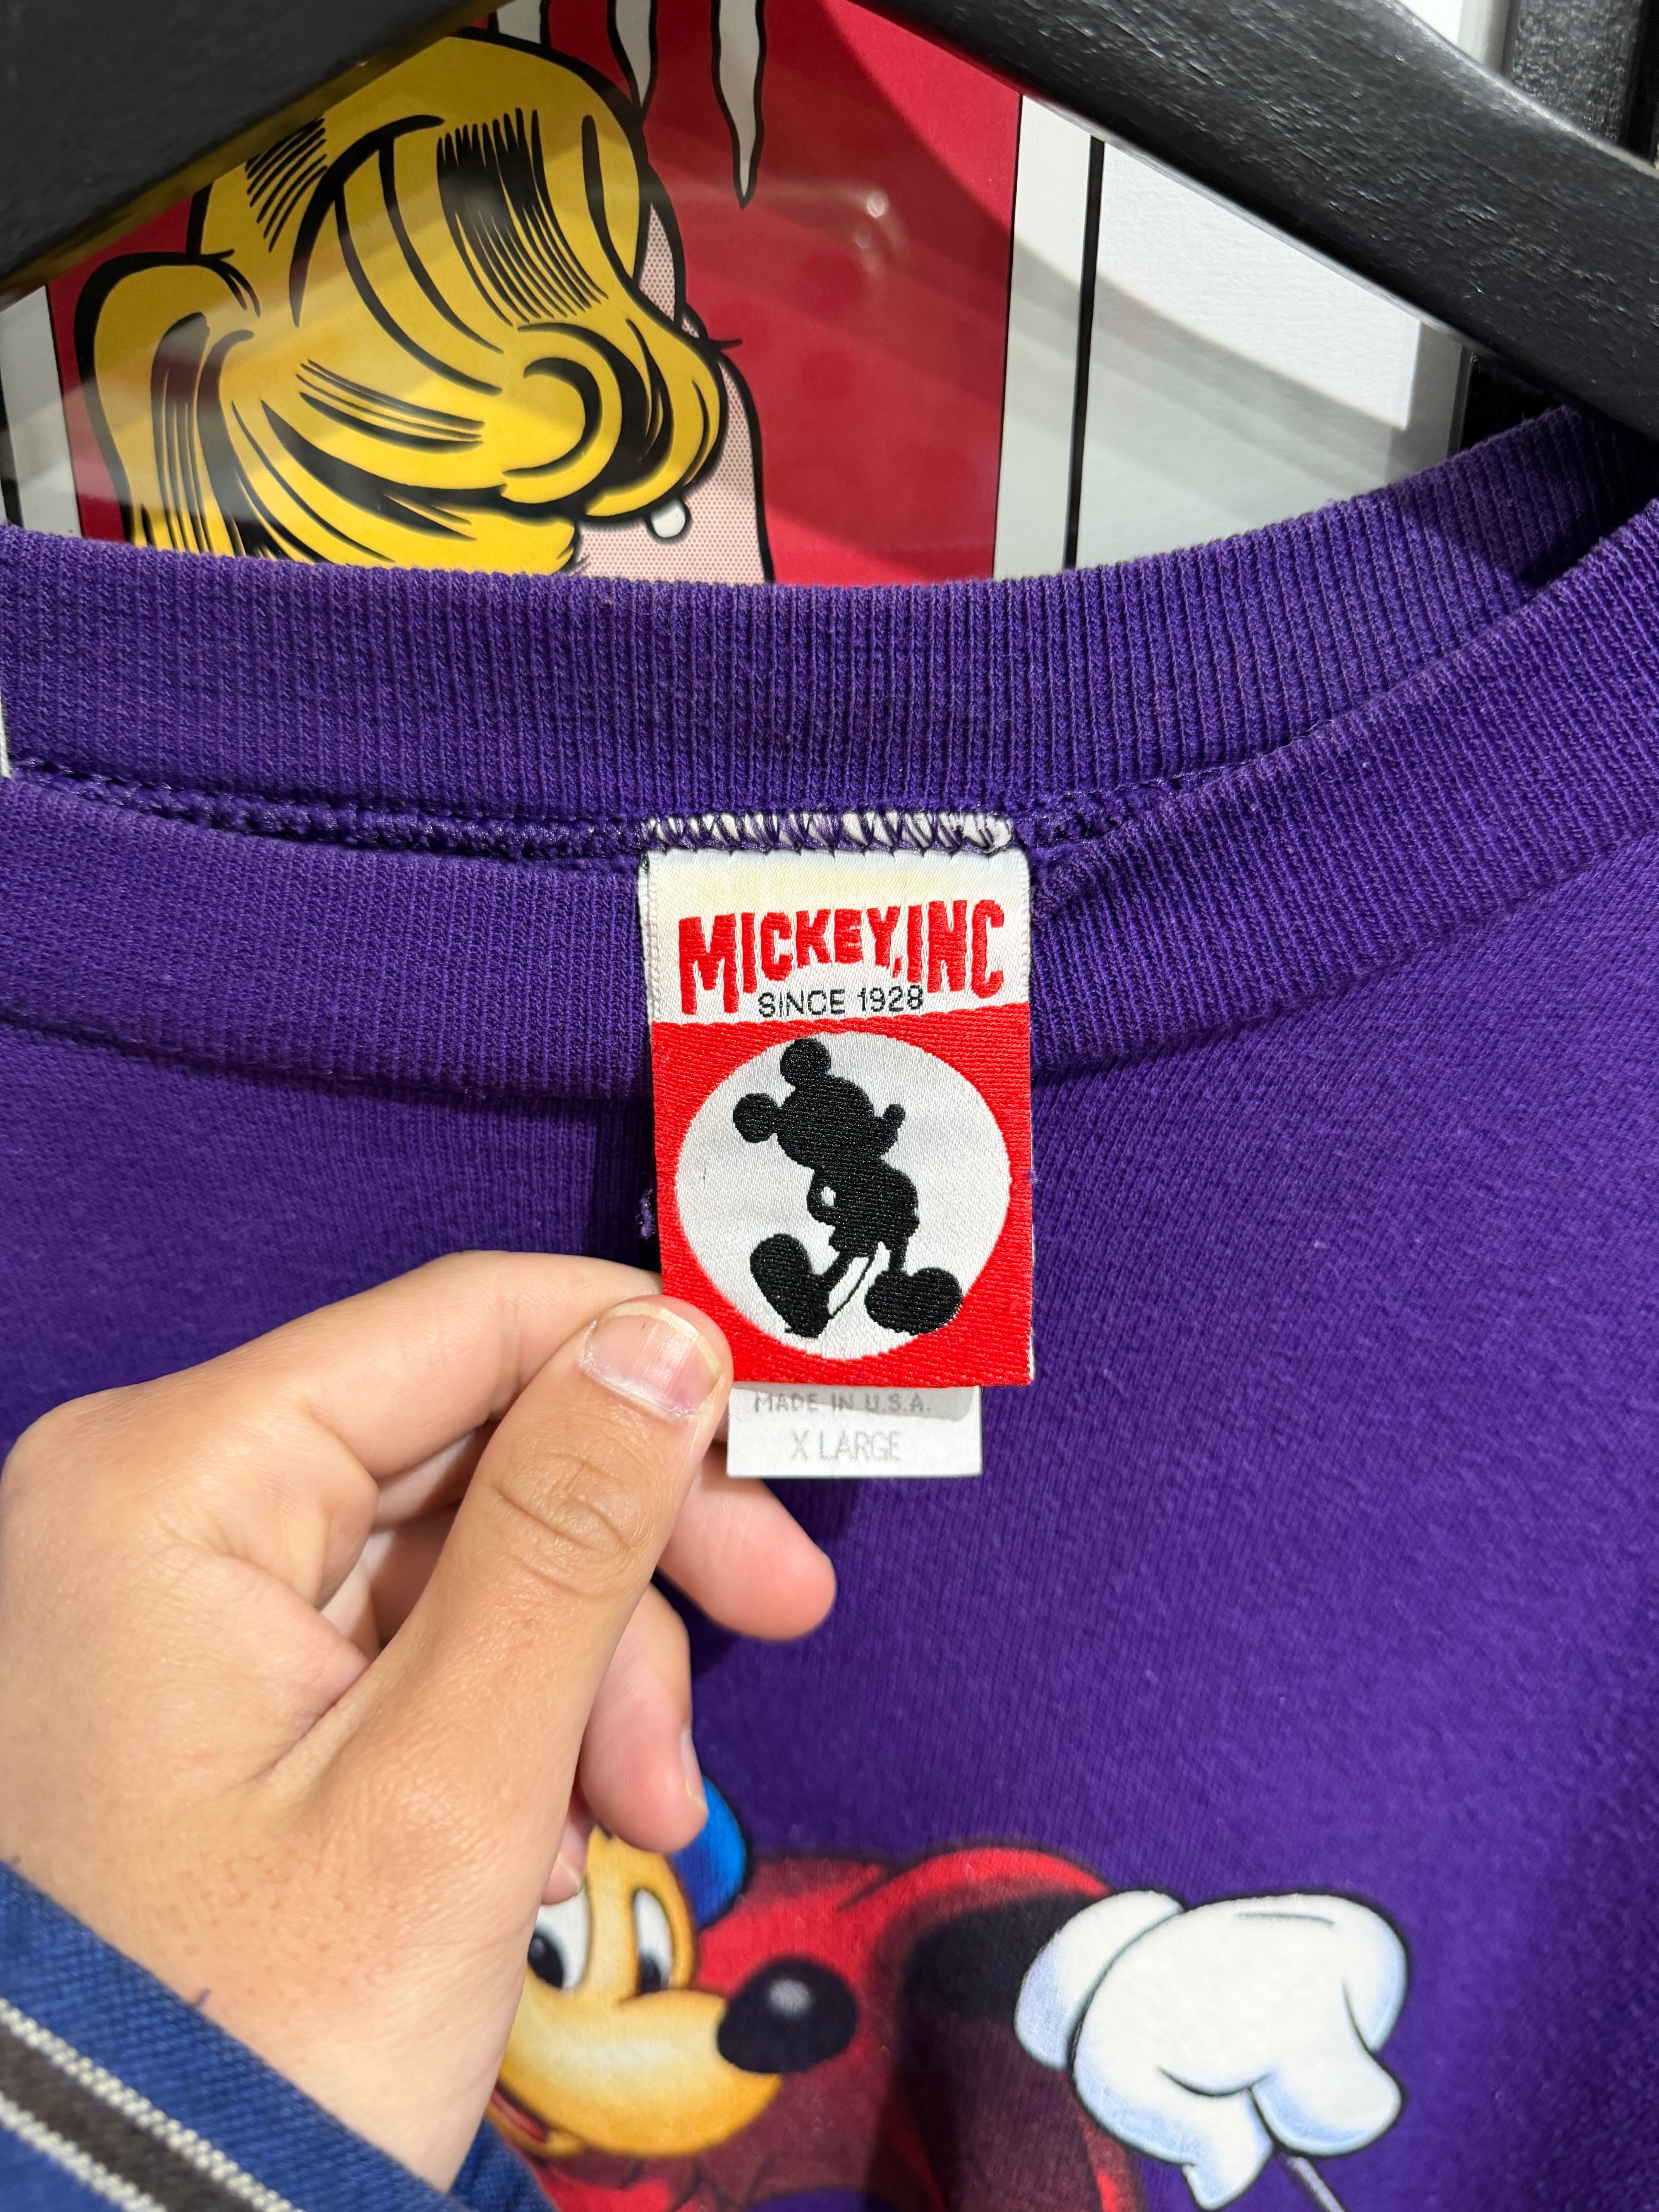 MICKEY, INC
SINCE 1928
MADE IN U.S.A.
X LARGE